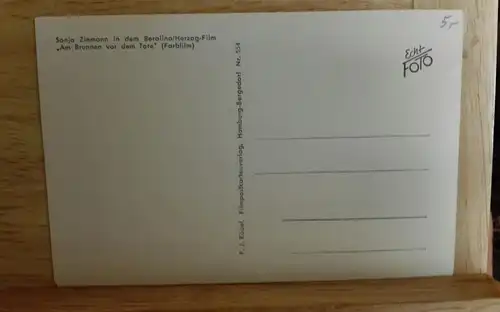 Sonja Ziemann in dem Berolina/Herzog-Film
„Am Brunnen vor dem Tore" (Farbfilm)
5,-
Echt
FOTO
F. J. Rüdel, Filmpostkartenverlag, Hamburg-Bergedorf Nr. 524